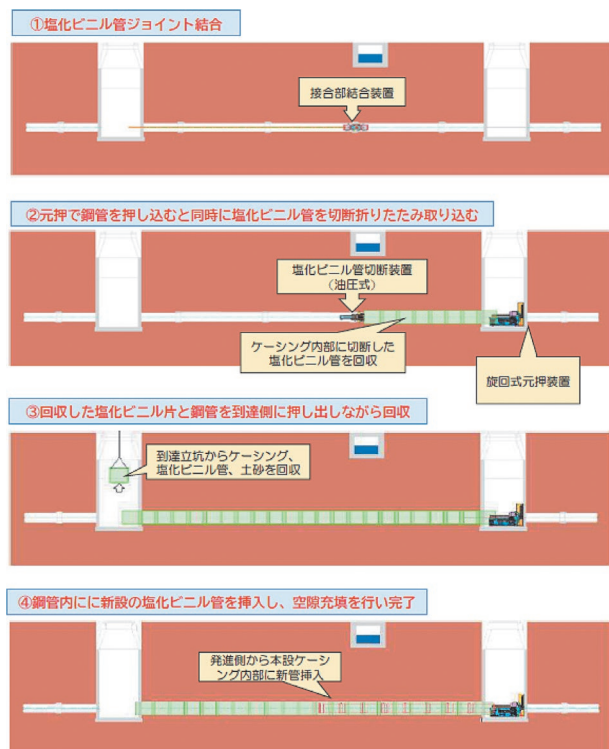 ①塩化ビニル管ジョイント結合
接合部結合装置
②元押で鋼管を押し込むと同時に塩化ビニル管を切断折りたたみ取り込む
塩化ビニル管切断装置
（油圧式）
ケーシング内部に切断した
塩化ビニル管を回収
旋回式元押装置
③回収した塩化ビニル片と鋼管を到達側に押し出しながら回収
到達立坑からケーシング、
塩化ビニル管、土砂を回収
④鋼管内にに新設の塩化ビニル管を挿入し、空隙充填を行い完了
発進側から本設ケー
シング内部に新管挿入